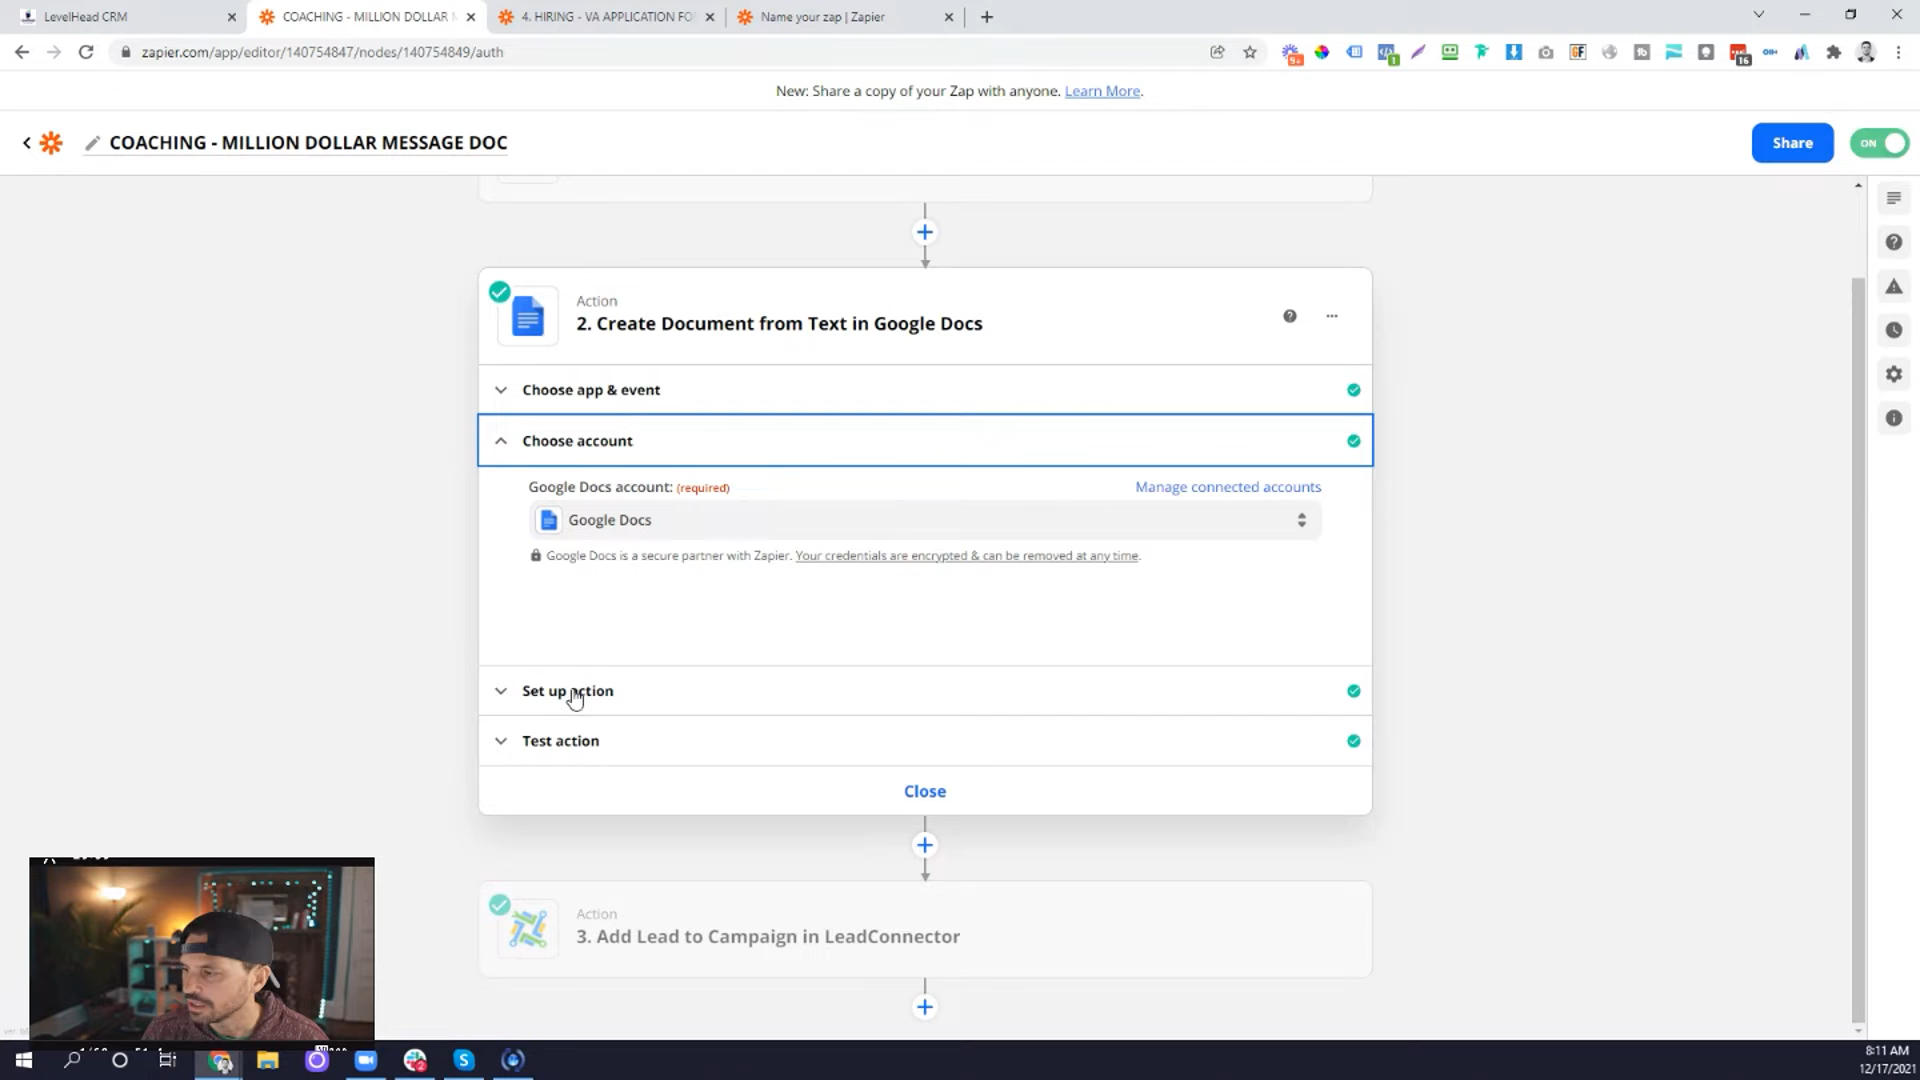 LevelHead CRM
COACHING - MILLION DOLLAR M
4. HIRING - VA APPLICATION FO
Name your zap | Zapier
zapier.com/app/editor/140754847/nodes/140754849/auth
9+
1
16
New: Share a copy of your Zap with anyone. Learn More.
COACHING - MILLION DOLLAR MESSAGE DOC
Share
ON
Action
2. Create Document from Text in Google Docs
Choose app & event
Choose account
Google Docs account: (required)
Manage connected accounts
Google Docs
Google Docs is a secure partner with Zapier. Your credentials are encrypted & can be removed at any time.
Set up action
Test action
Close
Action
3. Add Lead to Campaign in LeadConnector
8:11 AM
12/17/2021